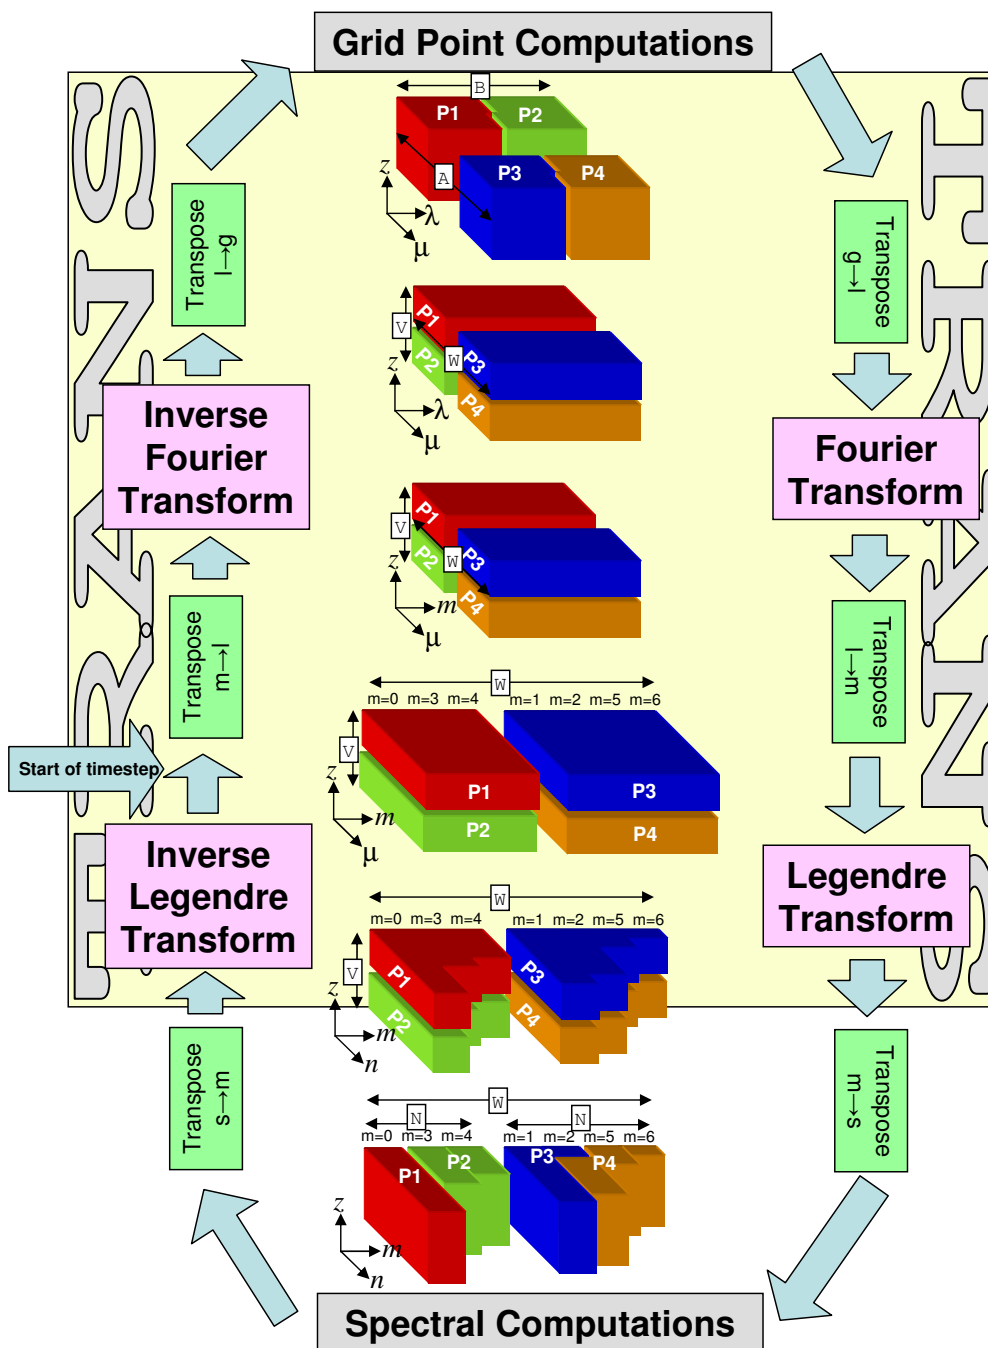 Grid Point Computations
B
P1 P2
A
P3 P4
z
λ
μ
Transpose
l→g
Transpose
g→l
V
P1
W
P2
P3
P4
z
λ
μ
Inverse
Fourier
Transform
Fourier
Transform
V
P1
W
P2
P3
P4
z
m
μ
Transpose
m→l
Transpose
l→m
W
m=0 m=3 m=4 m=1 m=2 m=5 m=6
V
Start of timestep
z
P1 P3
m
P2 P4
μ
Inverse
Legendre
Transform
Legendre
Transform
W
m=0 m=3 m=4 m=1 m=2 m=5 m=6
V
P1 P3
z
P2 P4
m
n
Transpose
s→m
Transpose
m→s
W
N N
m=0 m=3 m=4 m=1 m=2 m=5 m=6
P1 P2 P3 P4
z
m
n
Spectral Computations
ETRANS
ITRANS